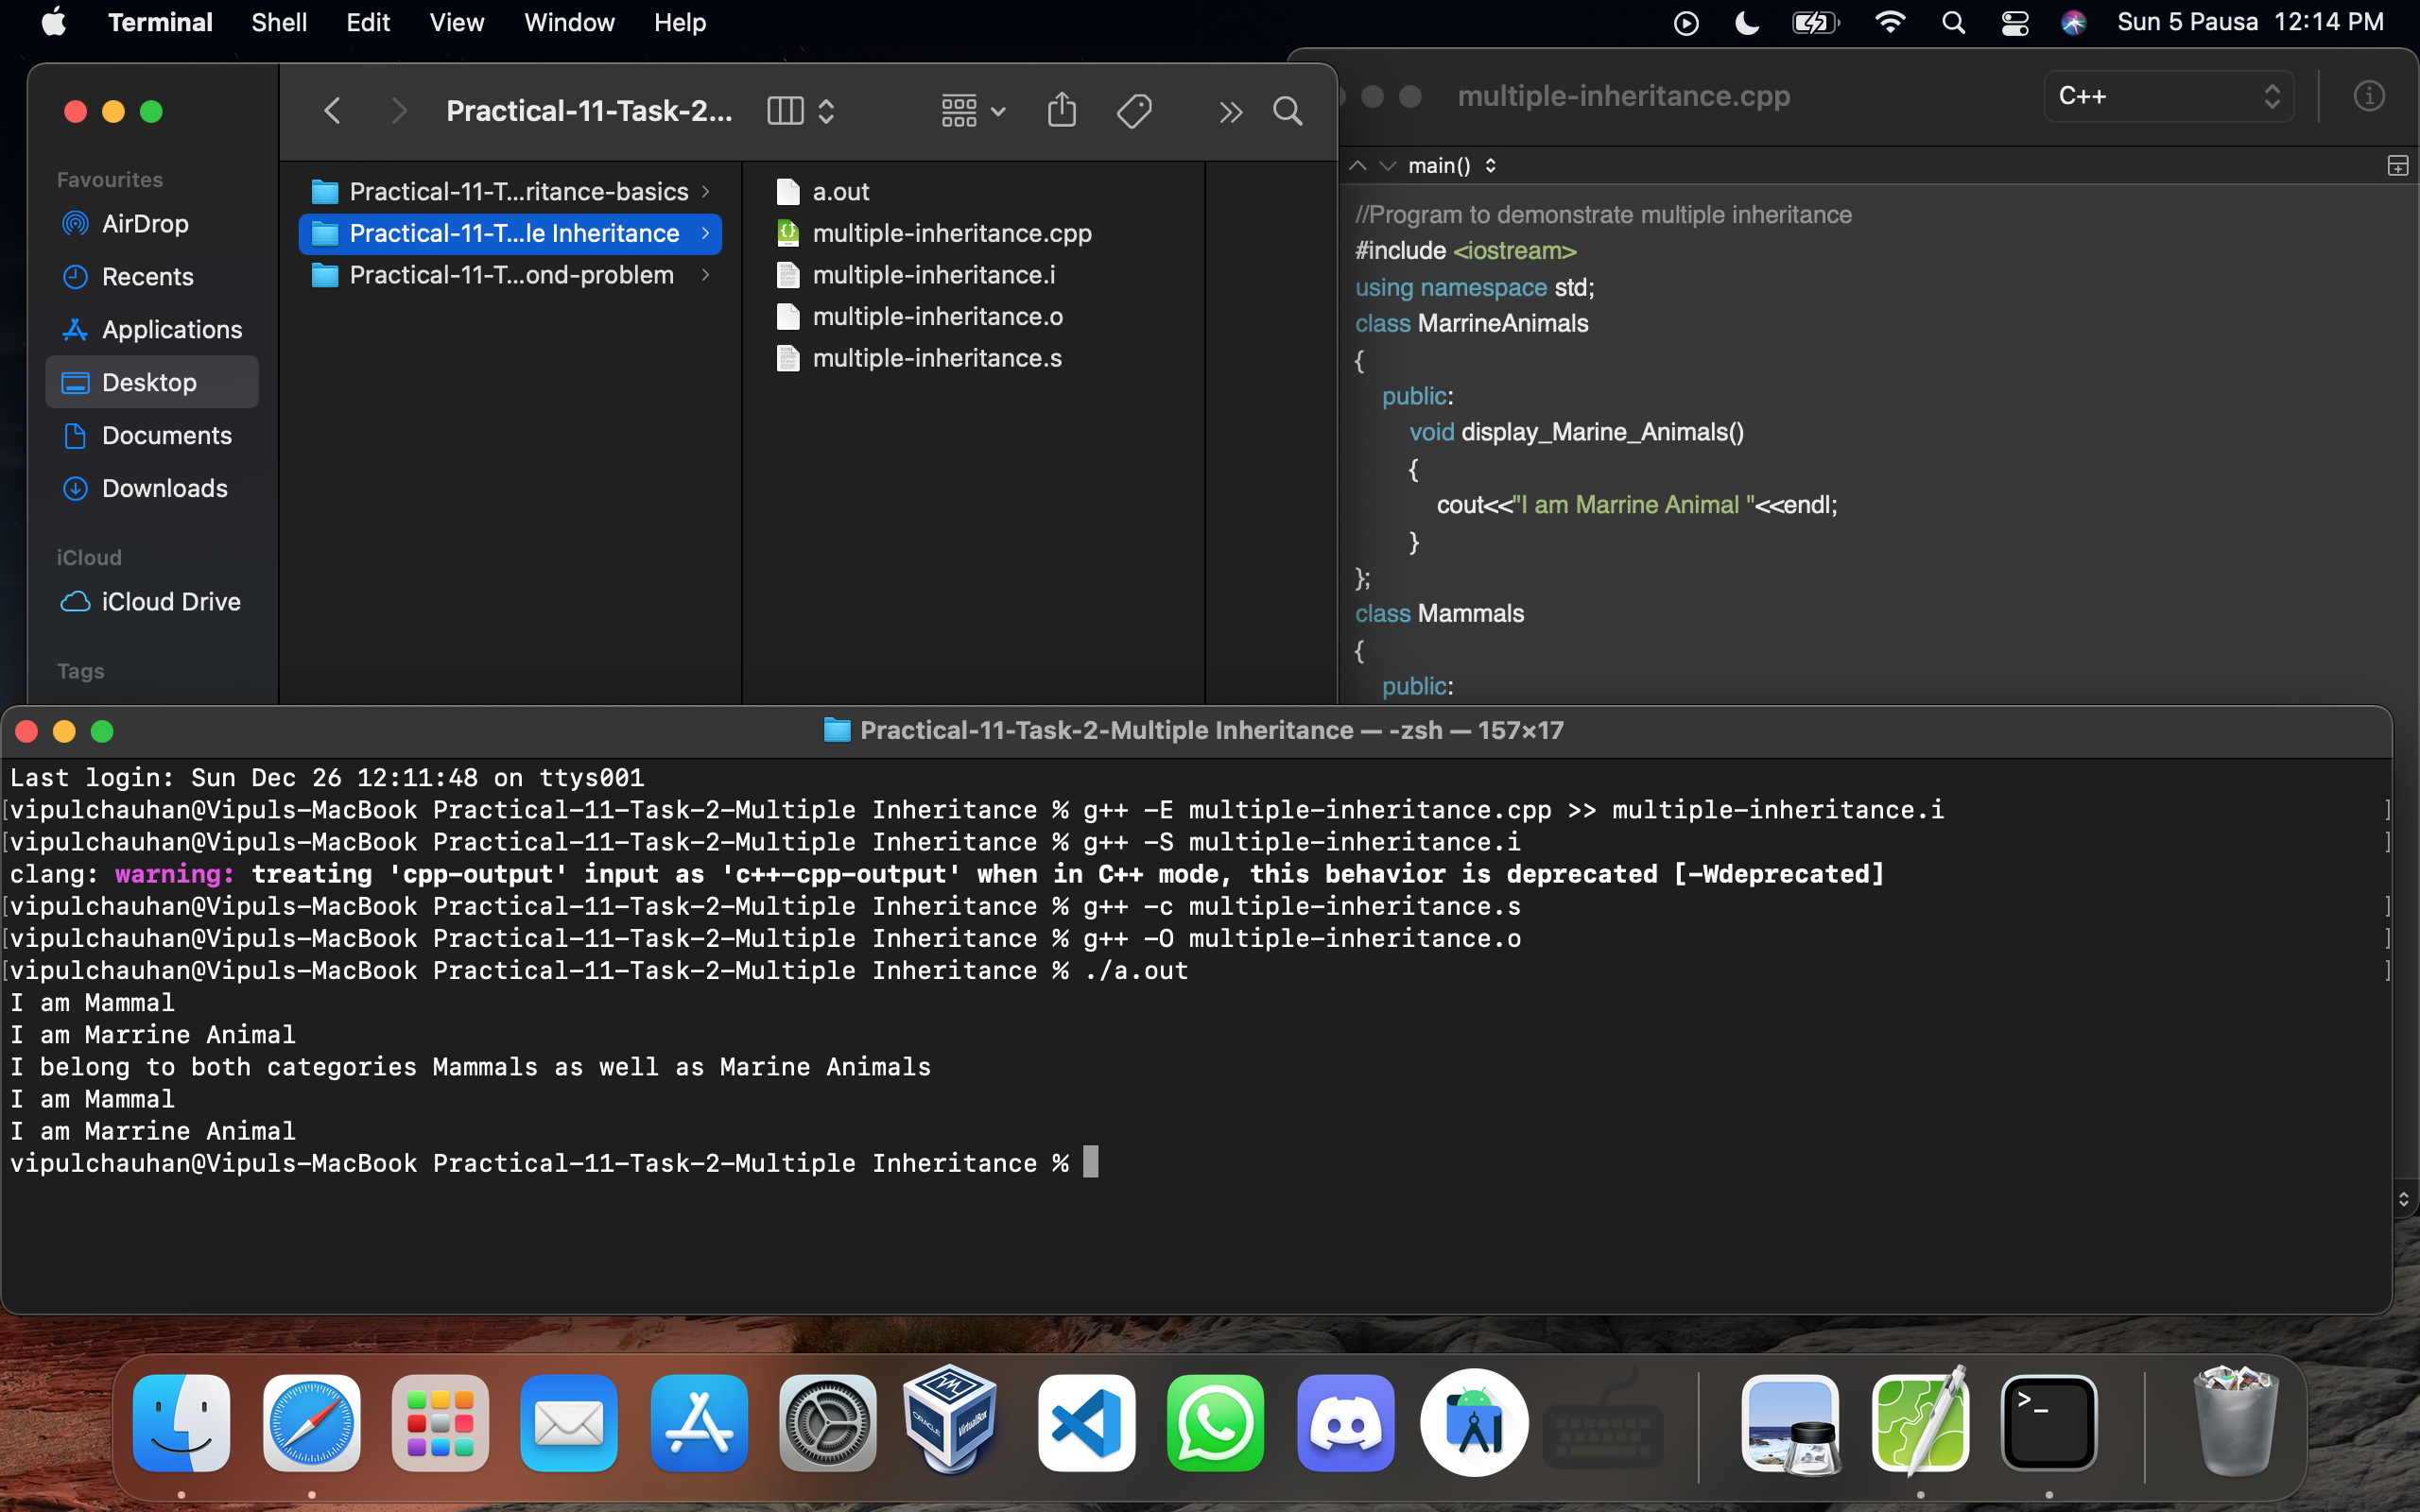 Terminal Shell Edit View Window Help
Sun 5 Pausa 12:14 PM
Practical-11-Task-2...
Favourites
AirDrop
Recents
Applications
Desktop
Documents
Downloads
iCloud
iCloud Drive
Tags
Practical-11-T...ritance-basics
Practical-11-T...le Inheritance
Practical-11-T...ond-problem
a.out
multiple-inheritance.cpp
multiple-inheritance.i
multiple-inheritance.o
multiple-inheritance.s
multiple-inheritance.cpp
C++
main()
//Program to demonstrate multiple inheritance
#include <iostream>
using namespace std;
class MarrineAnimals
{
public:
void display_Marine_Animals()
{
cout<<"I am Marrine Animal "<<endl;
}
};
class Mammals
{
public:
Practical-11-Task-2-Multiple Inheritance — -zsh — 157×17
Last login: Sun Dec 26 12:11:48 on ttys001
[vipulchauhan@Vipuls-MacBook Practical-11-Task-2-Multiple Inheritance % g++ -E multiple-inheritance.cpp >> multiple-inheritance.i ]
[vipulchauhan@Vipuls-MacBook Practical-11-Task-2-Multiple Inheritance % g++ -S multiple-inheritance.i ]
clang: warning: treating 'cpp-output' input as 'c++-cpp-output' when in C++ mode, this behavior is deprecated [-Wdeprecated]
[vipulchauhan@Vipuls-MacBook Practical-11-Task-2-Multiple Inheritance % g++ -c multiple-inheritance.s ]
[vipulchauhan@Vipuls-MacBook Practical-11-Task-2-Multiple Inheritance % g++ -O multiple-inheritance.o ]
[vipulchauhan@Vipuls-MacBook Practical-11-Task-2-Multiple Inheritance % ./a.out ]
I am Mammal
I am Marrine Animal
I belong to both categories Mammals as well as Marine Animals
I am Mammal
I am Marrine Animal
vipulchauhan@Vipuls-MacBook Practical-11-Task-2-Multiple Inheritance %
ORACLE
VirtualBox
>_